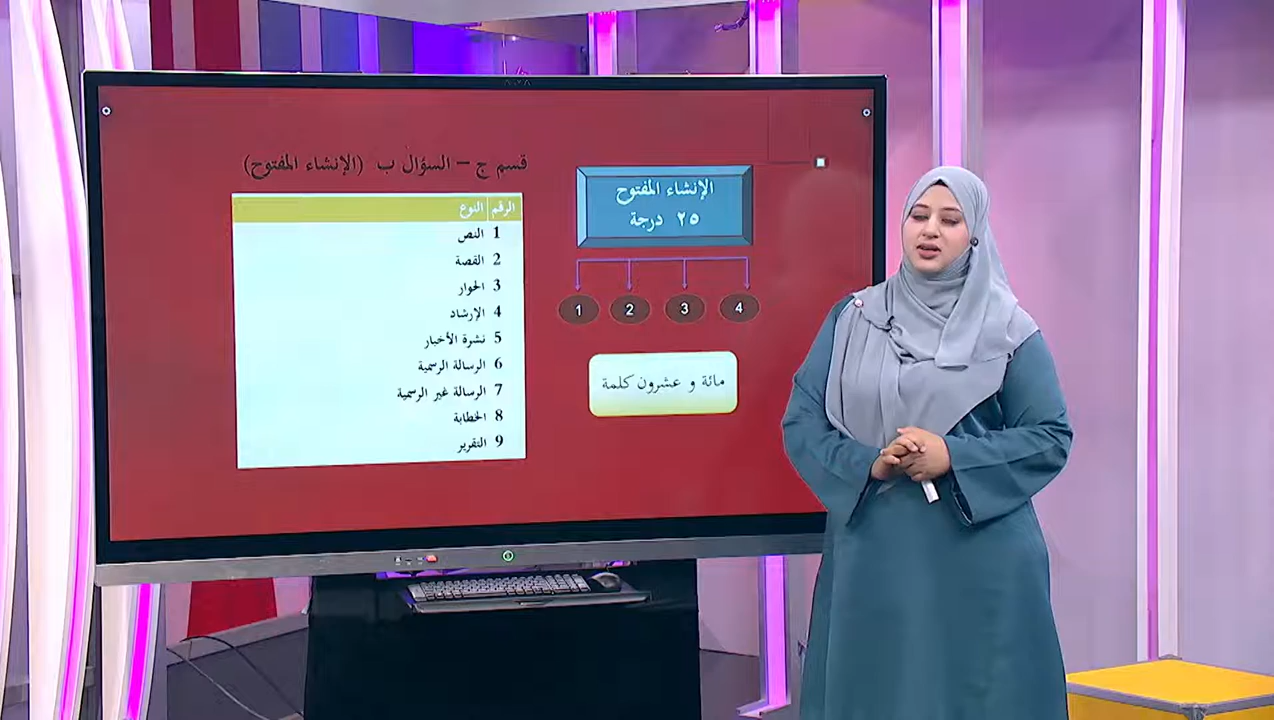 قسم ج – السؤال ب (الإنشاء المفتوح)
الرقم النوع
1 النص
2 القصة
3 الحوار
4 الإرشاد
5 نشرة الأخبار
6 الرسالة الرسمية
7 الرسالة غير الرسمية
8 الخطابة
9 التقرير
الإنشاء المفتوح
٢٥ درجة
1 2 3 4
مائة و عشرون كلمة